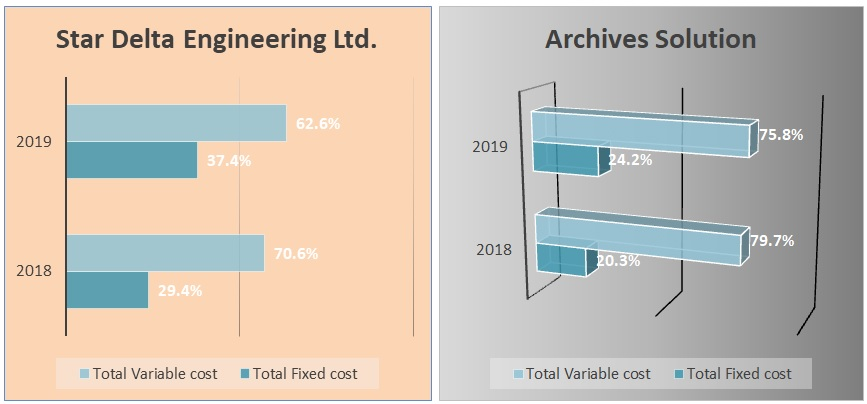 Star Delta Engineering Ltd.
2019
62.6%
37.4%
2018
70.6%
29.4%
Total Variable cost
Total Fixed cost
Archives Solution
2019
75.8%
24.2%
2018
79.7%
20.3%
Total Variable cost
Total Fixed cost